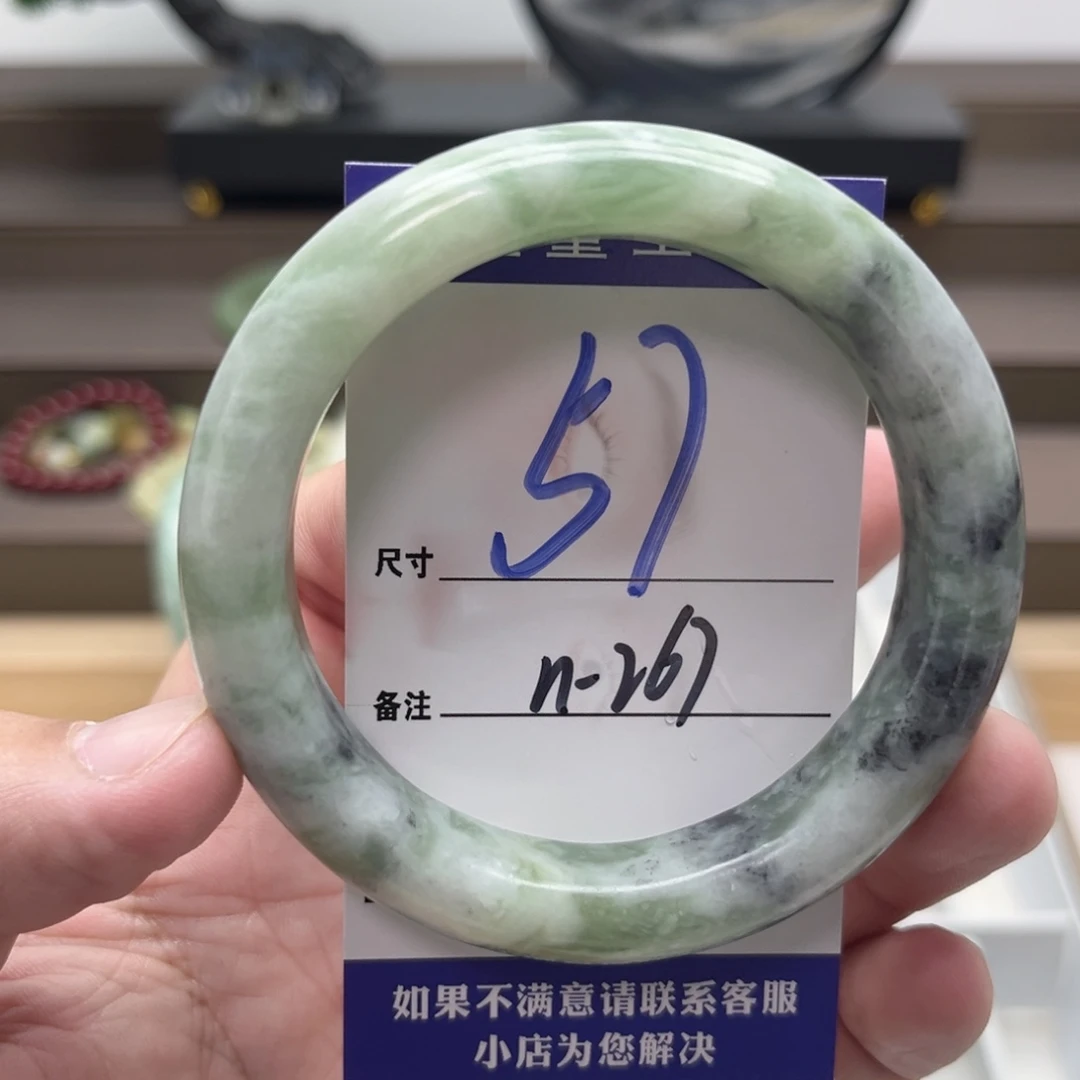 尺寸 57
备注 n-267
如果不满意请联系客服
小店为您解决